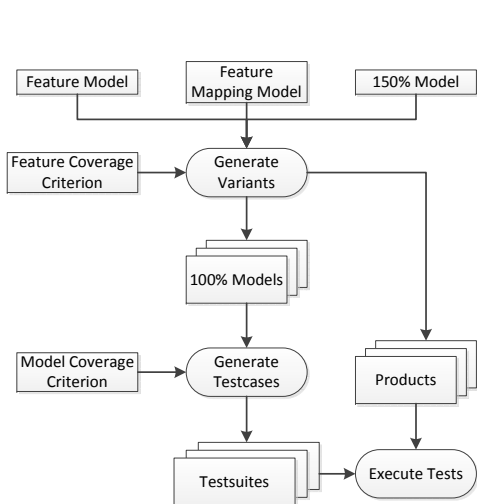 Feature Model
Feature
Mapping Model
150% Model
Feature Coverage
Criterion
Generate
Variants
100% Models
Model Coverage
Criterion
Generate
Testcases
Products
Testsuites
Execute Tests